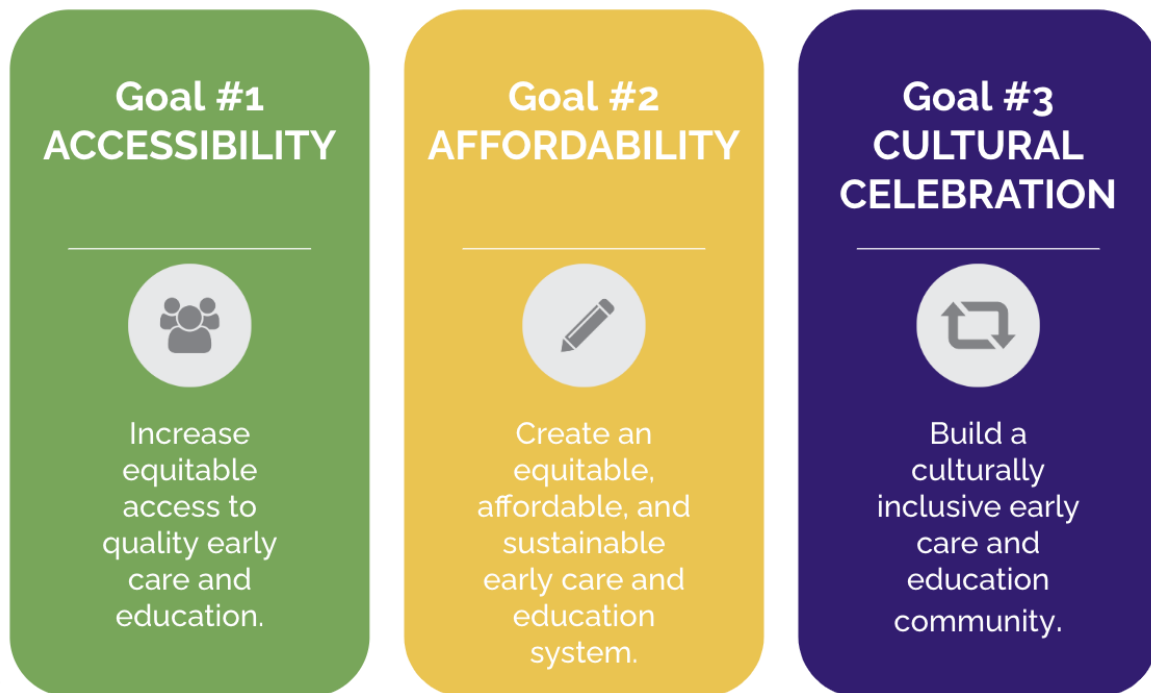 Goal #1
ACCESSIBILITY
Increase
equitable
access to
quality early
care and
education.
Goal #2
AFFORDABILITY
Create an
equitable,
affordable, and
sustainable
early care and
education
system.
Goal #3
CULTURAL
CELEBRATION
Build a
culturally
inclusive early
care and
education
community.